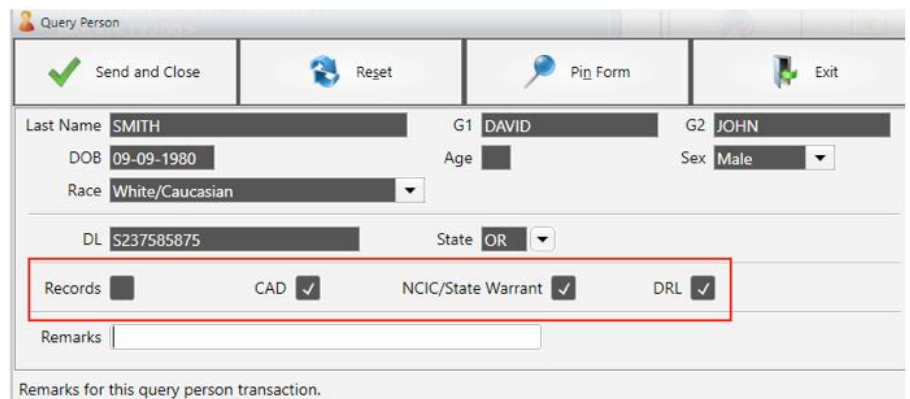 Query Person
Send and Close Reset Pin Form Exit
Last Name SMITH G1 DAVID G2 JOHN
DOB 09-09-1980 Age Sex Male
Race White/Caucasian
DL S237585875 State OR
Records CAD NCIC/State Warrant DRL
Remarks
Remarks for this query person transaction.